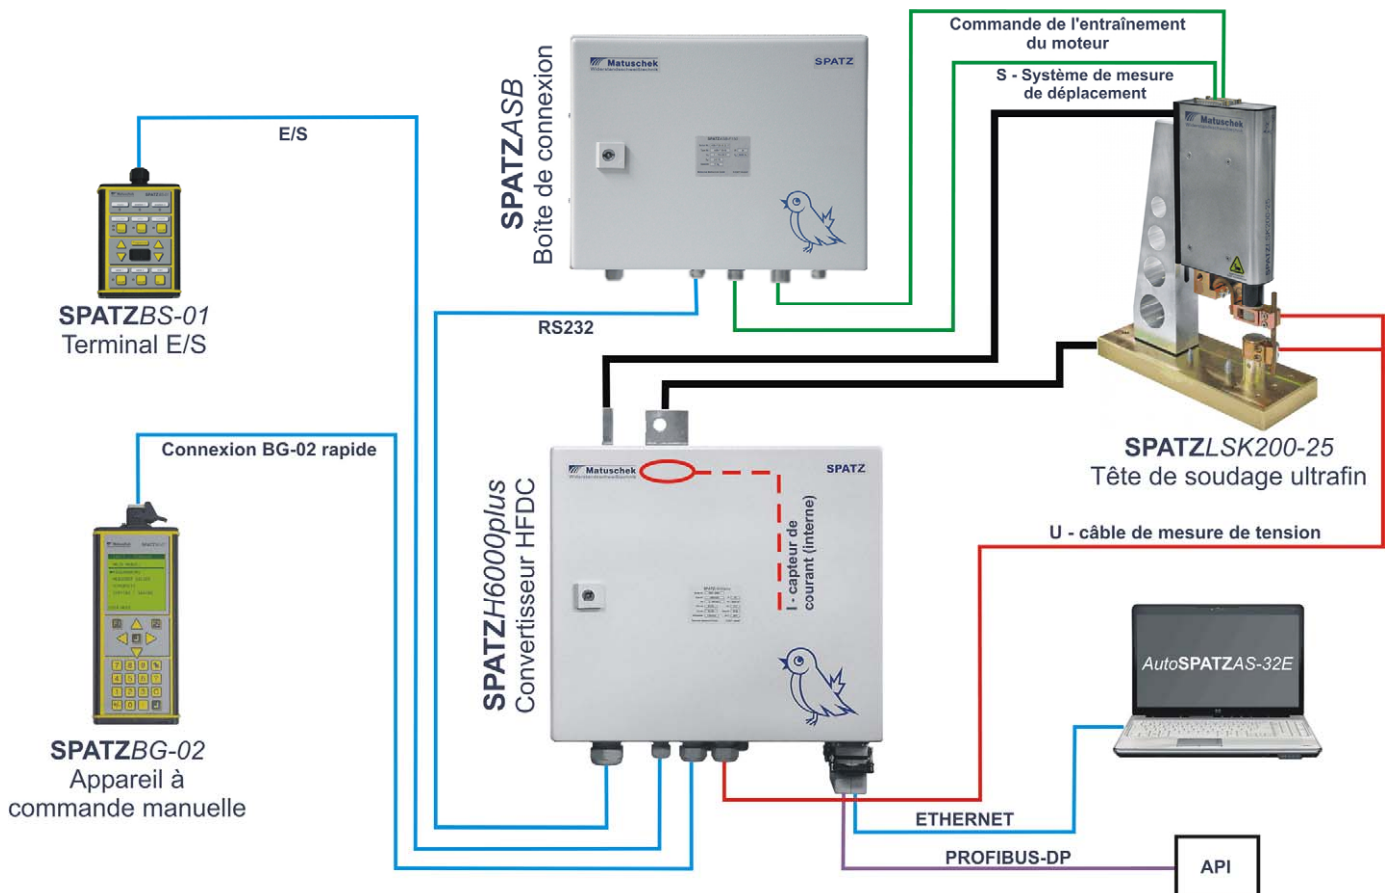 Commande de l'entraînement
du moteur
S - Système de mesure
de déplacement
E/S
Matuschek
SPATZ
SPATZASB
Boîte de connexion
Matuschek
SPATZLSK200-25
SPATZBS-01
Terminal E/S
RS232
Connexion BG-02 rapide
SPATZLSK200-25
Tête de soudage ultrafin
Matuschek
SPATZ
SPATZH6000plus
Convertisseur HFDC
I - capteur de
courant (interne)
U - câble de mesure de tension
AutoSPATZAS-32E
SPATZBG-02
Appareil à
commande manuelle
ETHERNET
PROFIBUS-DP
API